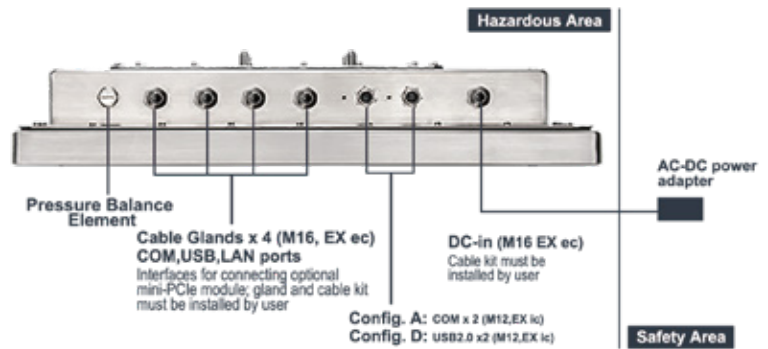 Hazardous Area
AC-DC power
adapter
Pressure Balance
Element
Cable Glands x 4 (M16, EX ec)
COM,USB,LAN ports
Interfaces for connecting optional
mini-PCIe module; gland and cable kit
must be installed by user
DC-in (M16 EX ec)
Cable kit must be
installed by user
Config. A: COM x 2 (M12,EX ic)
Config. D: USB2.0 x2 (M12,EX ic)
Safety Area